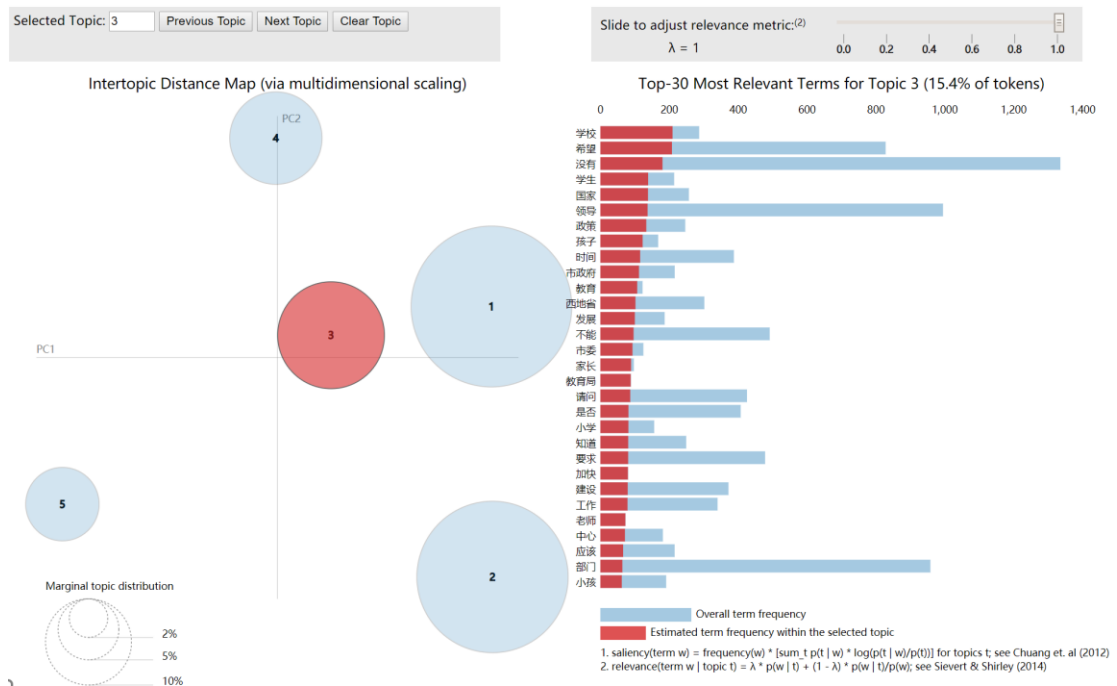 Selected Topic: 3 Previous Topic Next Topic Clear Topic
Slide to adjust relevance metric:(2)
λ = 1
0.0 0.2 0.4 0.6 0.8 1.0
Intertopic Distance Map (via multidimensional scaling)
PC2
4
1
3
PC1
5
2
Marginal topic distribution
2%
5%
10%
Top-30 Most Relevant Terms for Topic 3 (15.4% of tokens)
0 200 400 600 800 1,000 1,200 1,400
学校
希望
没有
学生
国家
领导
政策
孩子
时间
市政府
教育
西地省
发展
不能
市委
家长
教育局
请问
是否
小学
知道
要求
加快
建设
工作
老师
中心
应该
部门
小孩
Overall term frequency
Estimated term frequency within the selected topic
1. saliency(term w) = frequency(w) * [sum_t p(t | w) * log(p(t | w)/p(t))] for topics t; see Chuang et. al (2012)
2. relevance(term w | topic t) = λ * p(w | t) + (1 - λ) * p(w | t)/p(w); see Sievert & Shirley (2014)